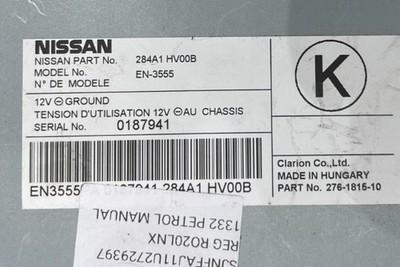 NISSAN
NISSAN PART No. 284A1 HV00B
MODEL No. EN-3555
N° DE MODELE
12V ⊖ GROUND
TENSION D'UTILISATION 12V ⊖ AU CHASSIS
SERIAL No. 0187941
EN3555 0187941 284A1 HV00B
K
Clarion Co.,Ltd.
MADE IN HUNGARY
PART No. 276-1815-10
SJNFFAJ11U2729397
REG RO20LNX
1332 PETROL MANUAL